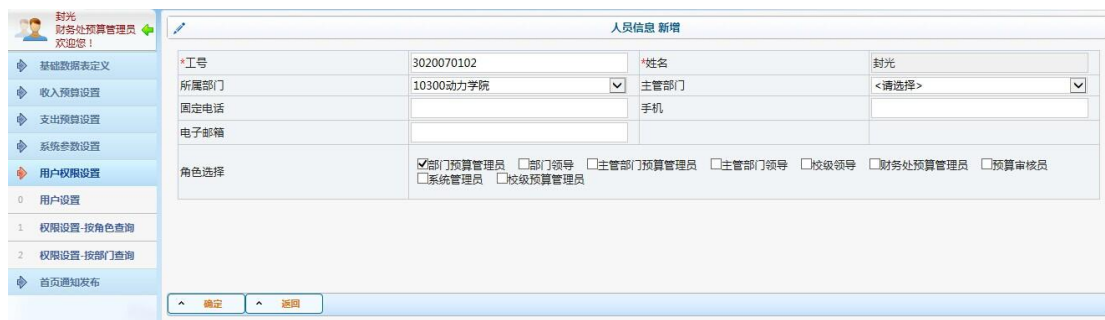 封光
财务处预算管理员
欢迎您！
基础数据表定义
收入预算设置
支出预算设置
系统参数设置
用户权限设置
0 用户设置
1 权限设置-按角色查询
2 权限设置-按部门查询
首页通知发布
人员信息 新增
*工号 3020070102 *姓名 封光
所属部门 10300动力学院 主管部门 <请选择>
固定电话 手机
电子邮箱
角色选择 部门预算管理员 部门领导 主管部门预算管理员 主管部门领导 校级领导 财务处预算管理员 预算审核员
系统管理员 校级预算管理员
确定 返回